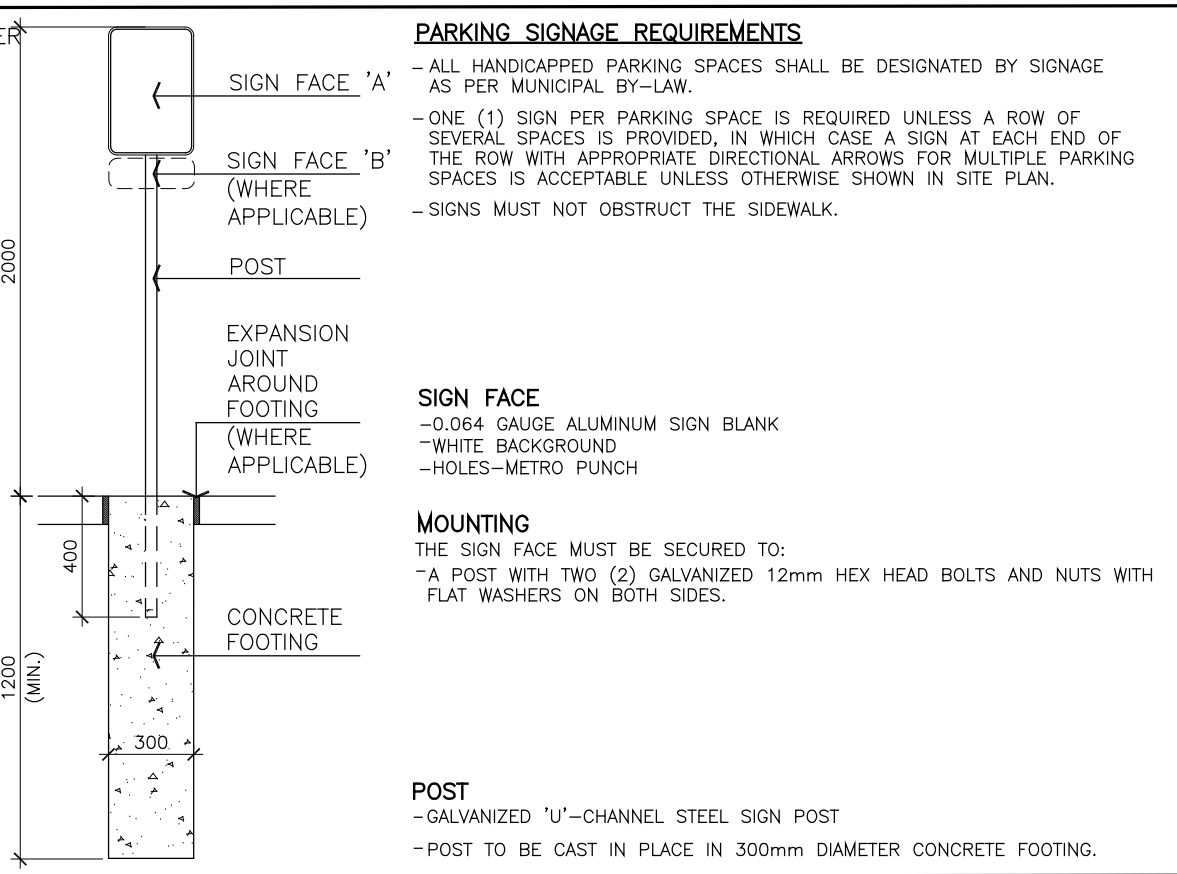 ER
SIGN FACE 'A'
SIGN FACE 'B'
(WHERE
APPLICABLE)
POST
EXPANSION
JOINT
AROUND
FOOTING
(WHERE
APPLICABLE)
CONCRETE
FOOTING
2000
400
1200
(MIN.)
300
PARKING SIGNAGE REQUIREMENTS
- ALL HANDICAPPED PARKING SPACES SHALL BE DESIGNATED BY SIGNAGE
AS PER MUNICIPAL BY-LAW.
- ONE (1) SIGN PER PARKING SPACE IS REQUIRED UNLESS A ROW OF
SEVERAL SPACES IS PROVIDED, IN WHICH CASE A SIGN AT EACH END OF
THE ROW WITH APPROPRIATE DIRECTIONAL ARROWS FOR MULTIPLE PARKING
SPACES IS ACCEPTABLE UNLESS OTHERWISE SHOWN IN SITE PLAN.
- SIGNS MUST NOT OBSTRUCT THE SIDEWALK.
SIGN FACE
-0.064 GAUGE ALUMINUM SIGN BLANK
-WHITE BACKGROUND
-HOLES-METRO PUNCH
MOUNTING
THE SIGN FACE MUST BE SECURED TO:
-A POST WITH TWO (2) GALVANIZED 12mm HEX HEAD BOLTS AND NUTS WITH
FLAT WASHERS ON BOTH SIDES.
POST
-GALVANIZED 'U'-CHANNEL STEEL SIGN POST
-POST TO BE CAST IN PLACE IN 300mm DIAMETER CONCRETE FOOTING.